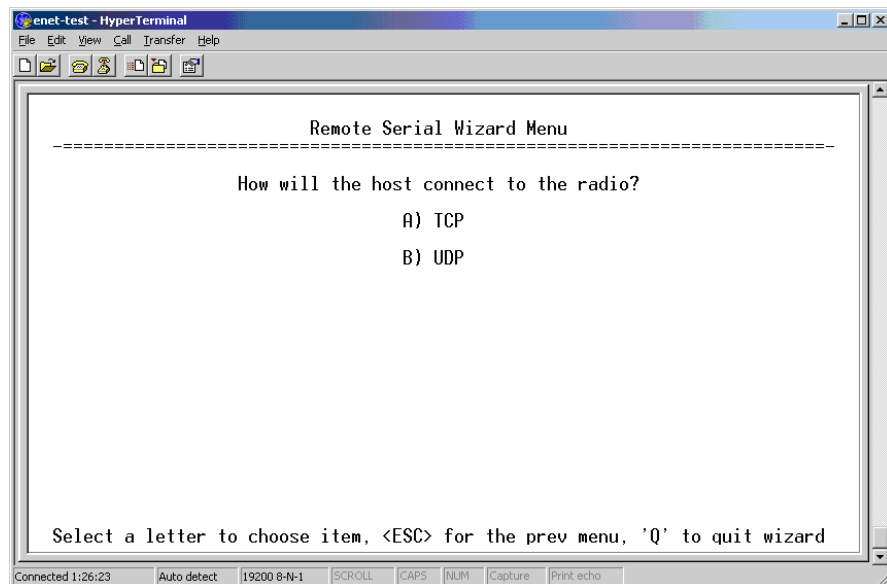 enet-test - HyperTerminal
File Edit View Call Transfer Help
Remote Serial Wizard Menu
-==========================================================================-
How will the host connect to the radio?
A) TCP
B) UDP
Select a letter to choose item, <ESC> for the prev menu, 'Q' to quit wizard
Connected 1:26:23 Auto detect 19200 8-N-1 SCROLL CAPS NUM Capture Print echo